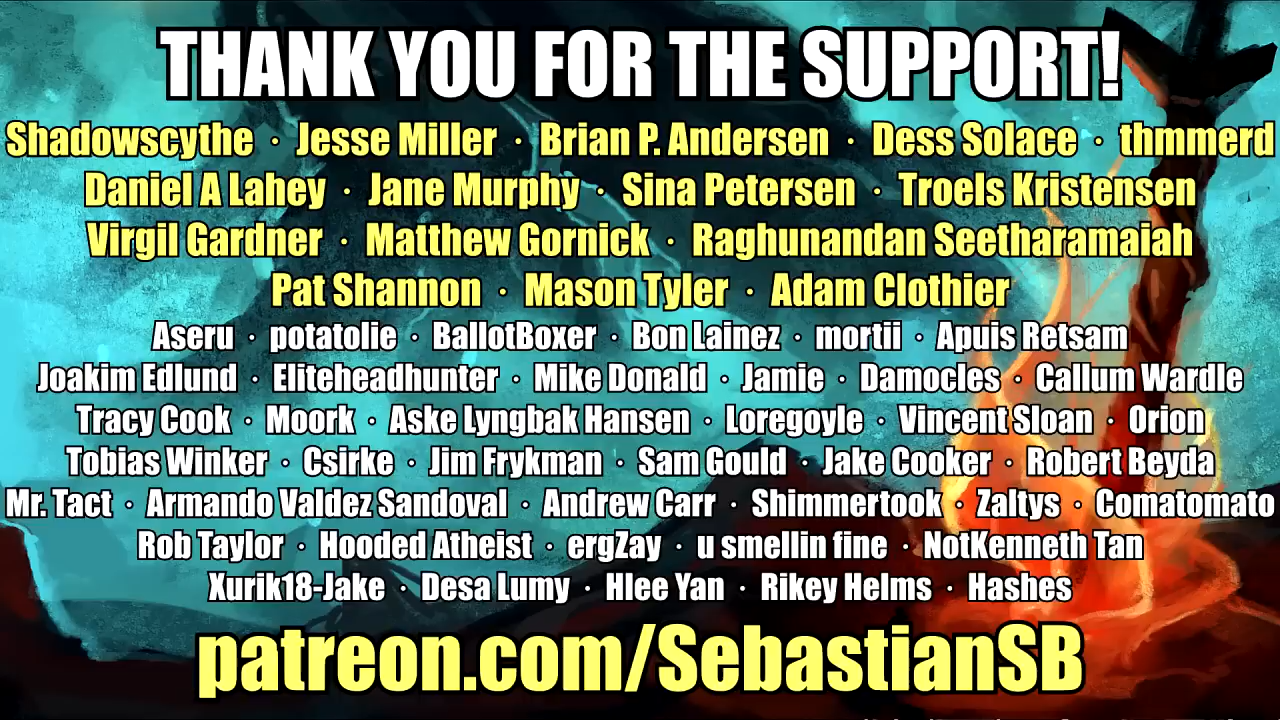 THANK YOU FOR THE SUPPORT!
Shadowscythe · Jesse Miller · Brian P. Andersen · Dess Solace · thmmerd
Daniel A Lahey · Jane Murphy · Sina Petersen · Troels Kristensen
Virgil Gardner · Matthew Gornick · Raghunandan Seetharamaiah
Pat Shannon · Mason Tyler · Adam Clothier
Aseru · potatolie · BallotBoxer · Bon Lainez · mortii · Apuis Retsam
Joakim Edlund · Eliteheadhunter · Mike Donald · Jamie · Damocles · Callum Wardle
Tracy Cook · Moork · Aske Lyngbak Hansen · Loregoyle · Vincent Sloan · Orion
Tobias Winker · Csirke · Jim Frykman · Sam Gould · Jake Cooker · Robert Beyda
Mr. Tact · Armando Valdez Sandoval · Andrew Carr · Shimmertook · Zaltys · Comatomato
Rob Taylor · Hooded Atheist · ergZay · u smellin fine · NotKenneth Tan
Xurik18-Jake · Desa Lumy · Hlee Yan · Rikey Helms · Hashes
patreon.com/SebastianSB